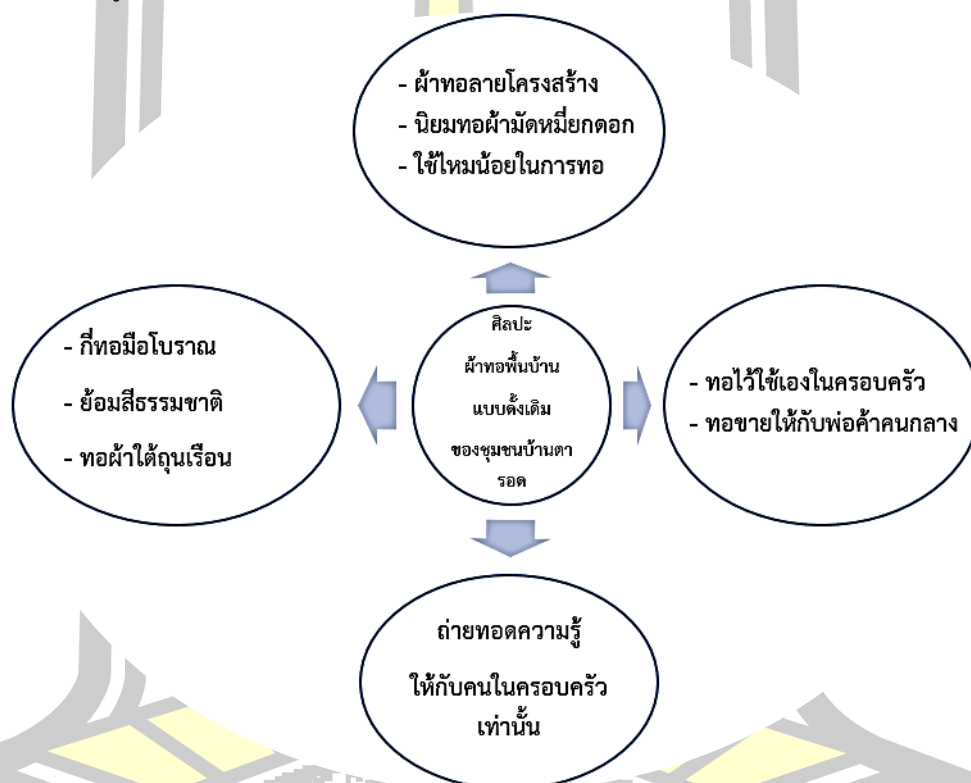 - ผ้าทอลายโครงสร้าง
- นิยมทอผ้ามัดหมี่ยกดอก
- ใช้ไหมน้อยในการทอ
- กี่ทอมือโบราณ
- ย้อมสีธรรมชาติ
- ทอผ้าใต้ถุนเรือน
ศิลปะ
ผ้าทอพื้นบ้าน
แบบดั้งเดิม
ของชุมชนบ้านตา
รอด
- ทอไว้ใช้เองในครอบครัว
- ทอขายให้กับพ่อค้าคนกลาง
ถ่ายทอดความรู้
ให้กับคนในครอบครัว
เท่านั้น